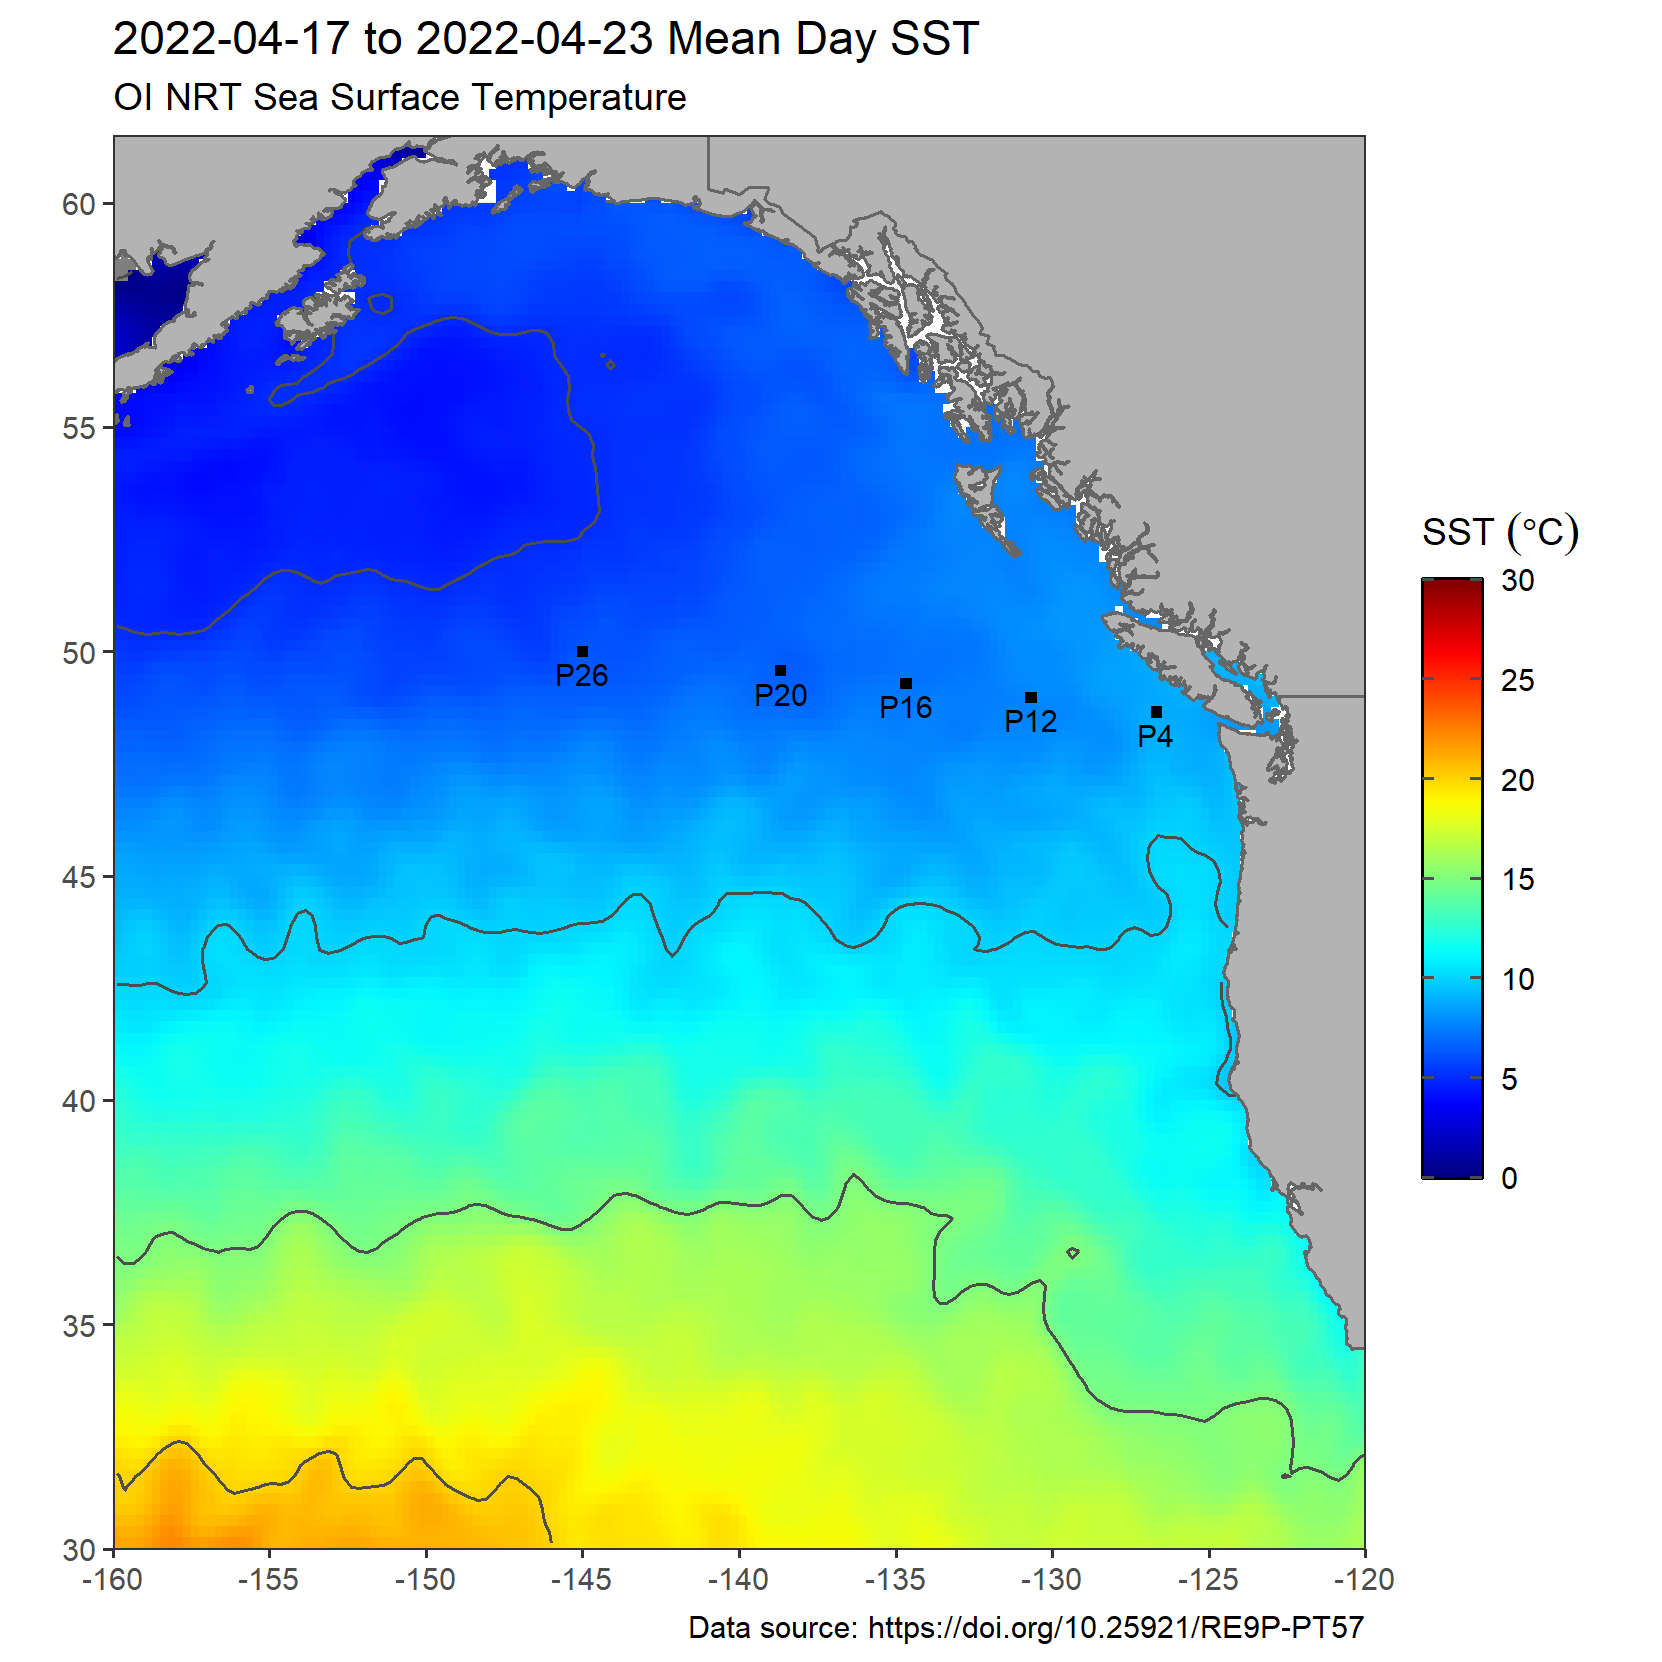 2022-04-17 to 2022-04-23 Mean Day SST
OI NRT Sea Surface Temperature
60
55
50
45
40
35
30
P26
P20
P16
P12
P4
-160
-155
-150
-145
-140
-135
-130
-125
-120
SST (°C)
30
25
20
15
10
5
0
Data source: https://doi.org/10.25921/RE9P-PT57